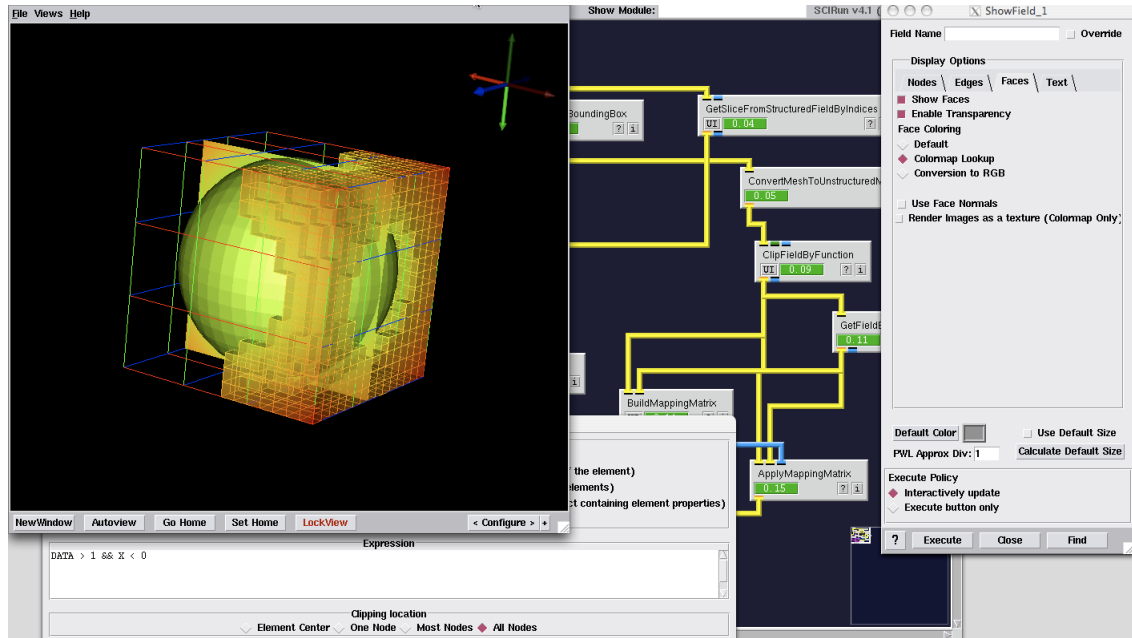 File Views Help
Show Module:
SCIRun v4.1 (
ShowField_1
Field Name
Override
Display Options
Nodes Edges Faces Text
Show Faces
Enable Transparency
Face Coloring
Default
Colormap Lookup
Conversion to RGB
Use Face Normals
Render Images as a texture (Colormap Only)
Default Color
Use Default Size
PWL Approx Div: 1
Calculate Default Size
Execute Policy
Interactively update
Execute button only
? Execute Close Find
BoundingBox
? i
GetSliceFromStructuredFieldByIndices
UI 0.04 ?
ConvertMeshToUnstructuredM
0.05
ClipFieldByFunction
UI 0.09 ? i
GetFieldB
0.11
i
BuildMappingMatrix
ApplyMappingMatrix
0.15 ? i
the element)
elements)
ct containing element properties)
NewWindow Autoview Go Home Set Home LockView < Configure > +
Expression
DATA > 1 && X < 0
Clipping location
Element Center One Node Most Nodes All Nodes